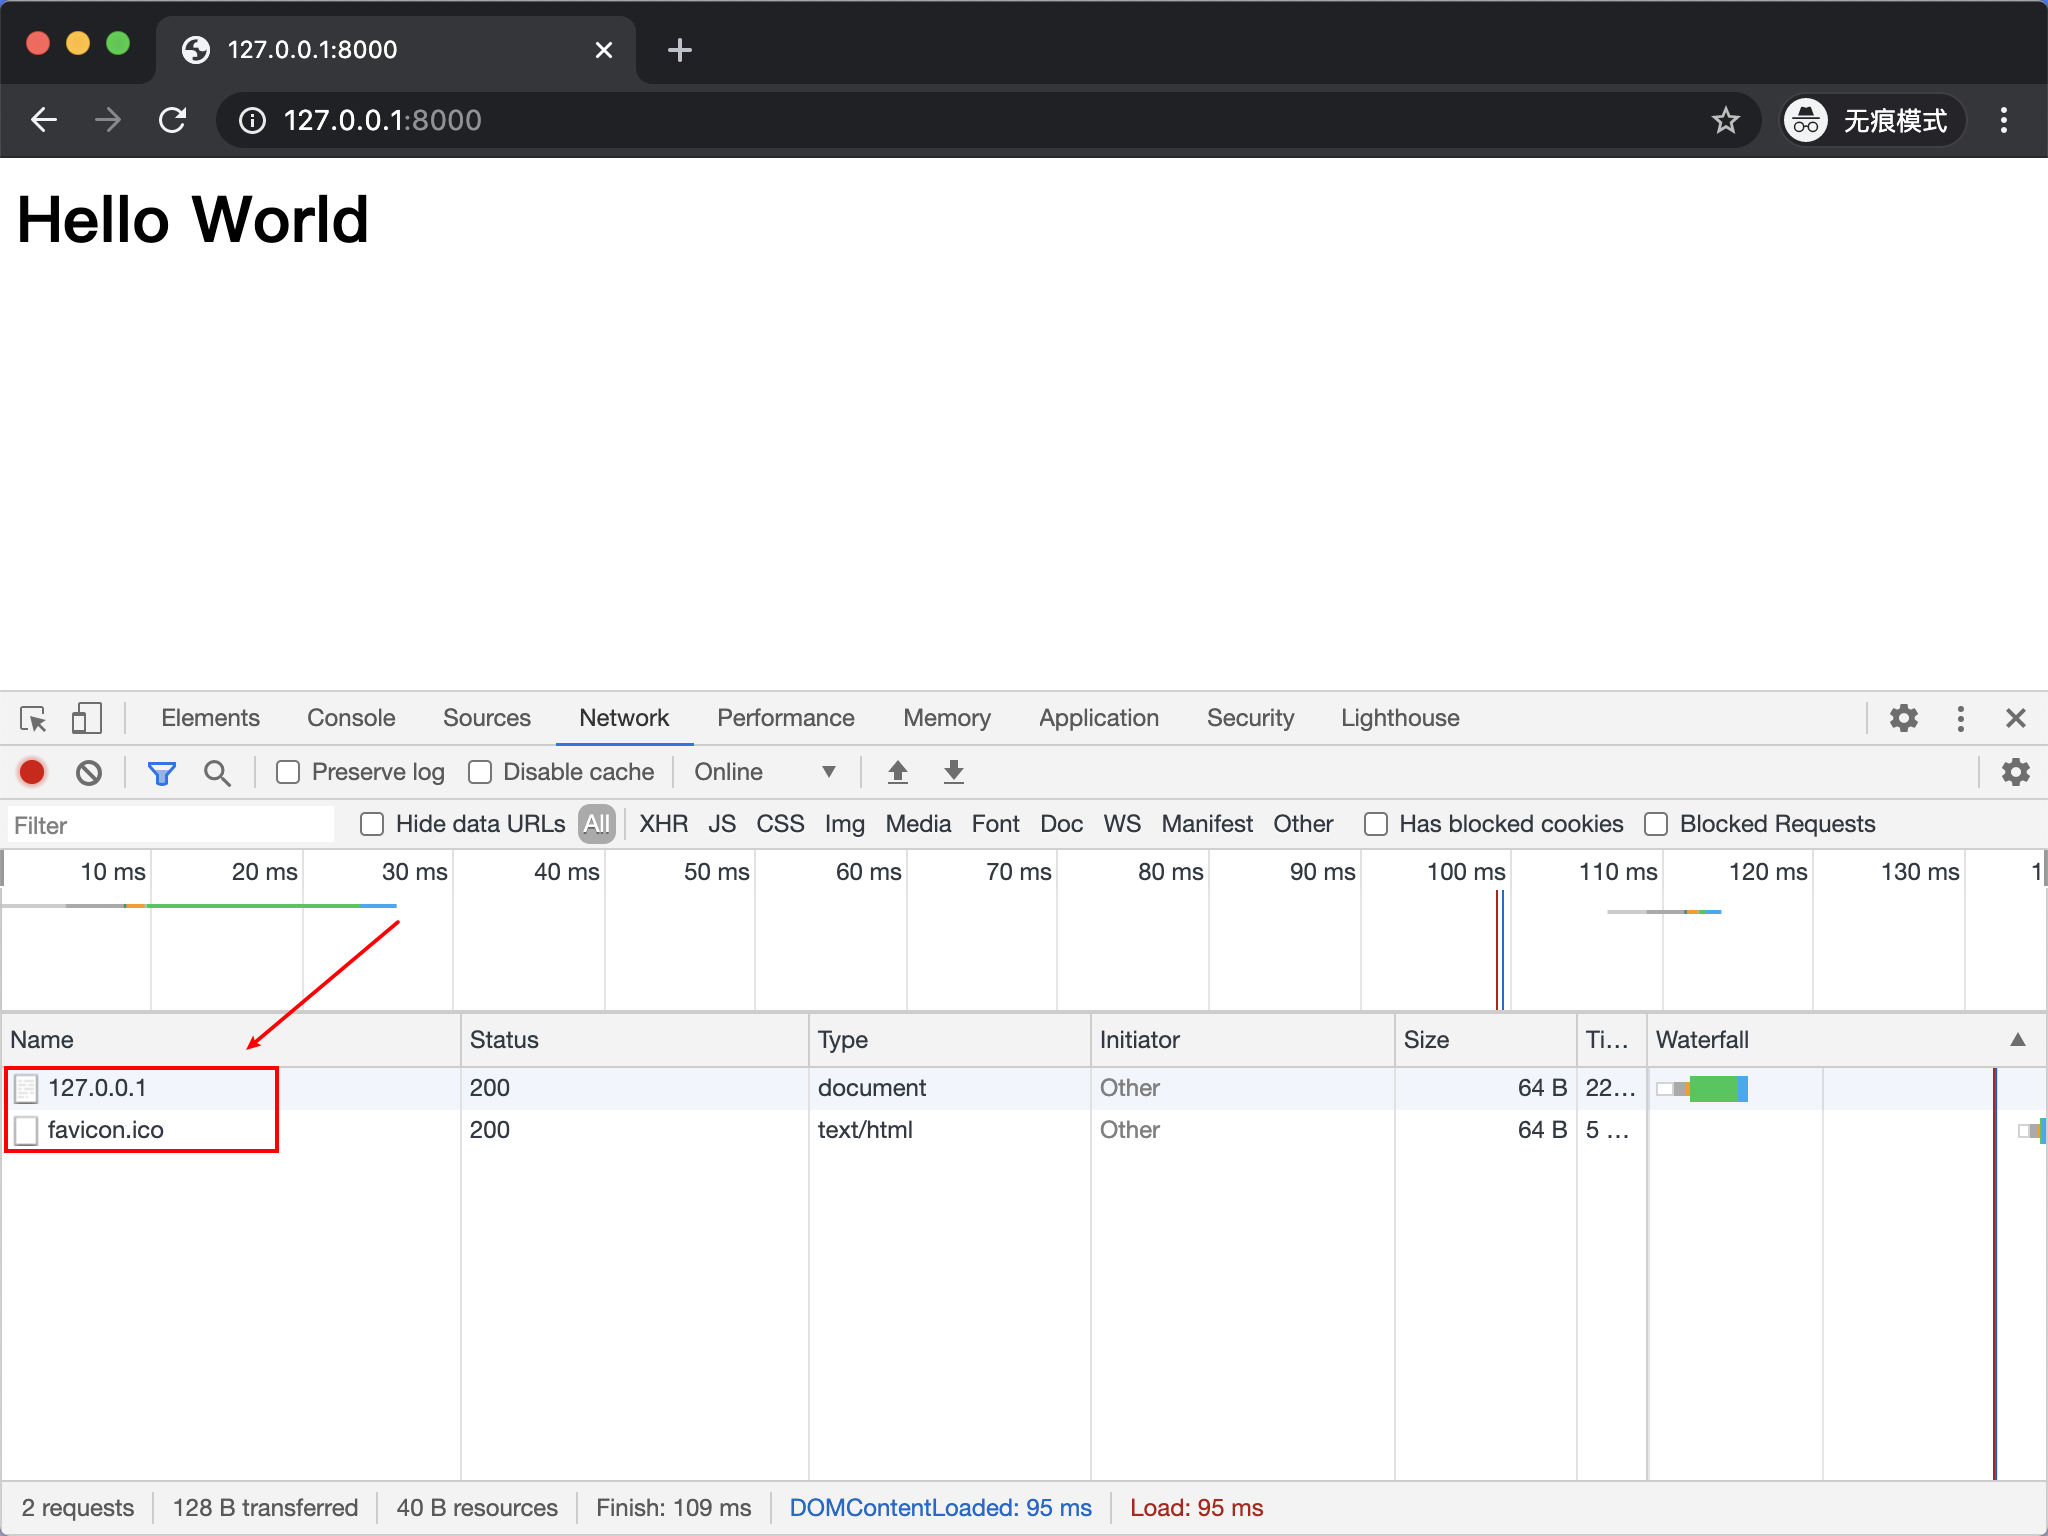 127.0.0.1:8000
127.0.0.1:8000 无痕模式
Hello World
Elements Console Sources Network Performance Memory Application Security Lighthouse
Preserve log Disable cache Online
Filter Hide data URLs All XHR JS CSS Img Media Font Doc WS Manifest Other Has blocked cookies Blocked Requests
10 ms 20 ms 30 ms 40 ms 50 ms 60 ms 70 ms 80 ms 90 ms 100 ms 110 ms 120 ms 130 ms 1
Name Status Type Initiator Size Ti... Waterfall
127.0.0.1 200 document Other 64 B 22...
favicon.ico 200 text/html Other 64 B 5 ...
2 requests 128 B transferred 40 B resources Finish: 109 ms DOMContentLoaded: 95 ms Load: 95 ms